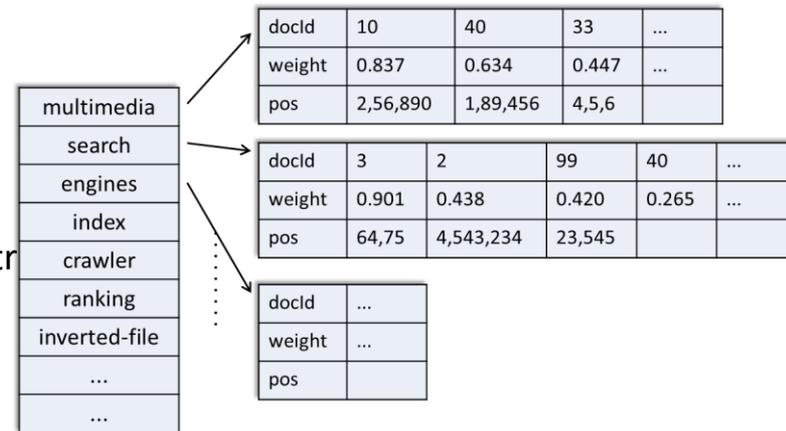 docId 10 40 33 ...
weight 0.837 0.634 0.447 ...
pos 2,56,890 1,89,456 4,5,6
multimedia
search
engines
index
crawler
ranking
inverted-file
...
...
docId 3 2 99 40 ...
weight 0.901 0.438 0.420 0.265 ...
pos 64,75 4,543,234 23,545
docId ...
weight ...
pos